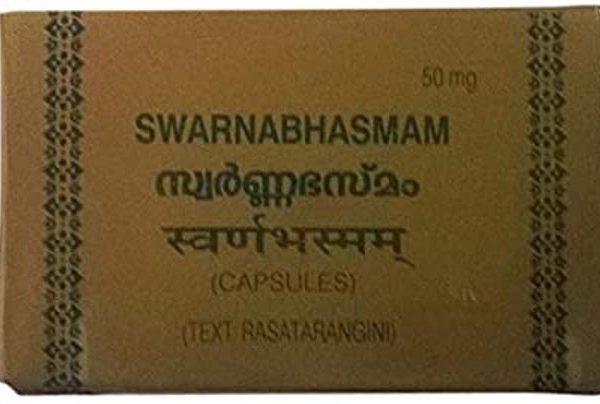 50 mg
SWARNABHASMAM
സ്വർണ്ണഭസ്മം
स्वर्णभस्मम्
(CAPSULES)
(TEXT RASATARANGINI)